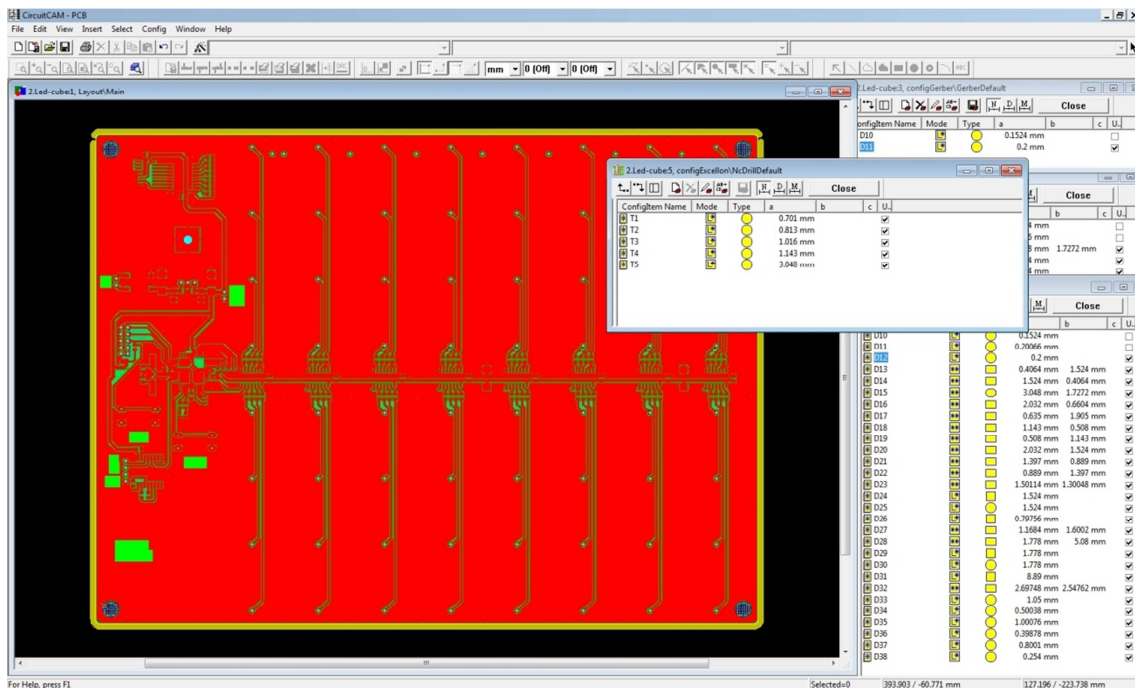 CircuitCAM - PCB
File Edit View Insert Select Config Window Help
mm 0 (Off) 0 (Off)
2.Led-cube:1, Layout\Main
2.Led-cube:3, configGerber\GerberDefault
N D M Close
ConfigItem Name Mode Type a b c U..
D10 0.1524 mm
D11 0.2 mm
2.Led-cube:5, configExcellon\NcDrillDefault
N D M Close
ConfigItem Name Mode Type a b c U..
T1 0.701 mm
T2 0.813 mm
T3 1.016 mm
T4 1.143 mm
T5 3.048 mm
Close
b c U..
4 mm
mm
mm 1.7272 mm
4 mm
4 mm
M Close
b c U..
D10 0.1524 mm
D11 0.20066 mm
D12 0.2 mm
D13 0.4064 mm 1.524 mm
D14 1.524 mm 0.4064 mm
D15 3.048 mm 1.7272 mm
D16 2.032 mm 0.6604 mm
D17 0.635 mm 1.905 mm
D18 1.143 mm 0.508 mm
D19 0.508 mm 1.143 mm
D20 2.032 mm 1.524 mm
D21 1.397 mm 0.889 mm
D22 0.889 mm 1.397 mm
D23 1.50114 mm 1.30048 mm
D24 1.524 mm
D25 1.524 mm
D26 0.79756 mm
D27 1.1684 mm 1.6002 mm
D28 1.778 mm 5.08 mm
D29 1.778 mm
D30 1.778 mm
D31 8.89 mm
D32 2.69748 mm 2.54762 mm
D33 1.05 mm
D34 0.50038 mm
D35 1.00076 mm
D36 0.39878 mm
D37 0.8001 mm
D38 0.254 mm
For Help, press F1
Selected=0 393.903 / -60.771 mm 127.196 / -223.738 mm